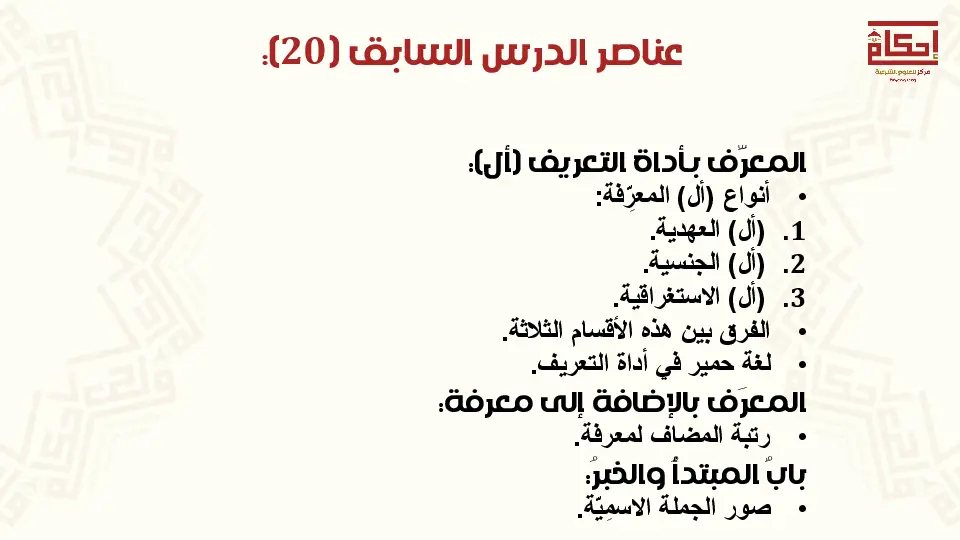 إحكام
مركز للعلوم الشرعية
عناصر الدرس السابق (20):
المعرَّف بأداة التعريف (أل):
• أنواع (أل) المعرِّفة:
1. (أل) العهدية.
2. (أل) الجنسية.
3. (أل) الاستغراقية.
• الفرق بين هذه الأقسام الثلاثة.
• لغة حمير في أداة التعريف.
المعرَف بالإضافة إلى معرفة:
• رتبة المضاف لمعرفة.
بابُ المبتدأُ والخبرُ:
• صور الجملة الاسمِيّة.